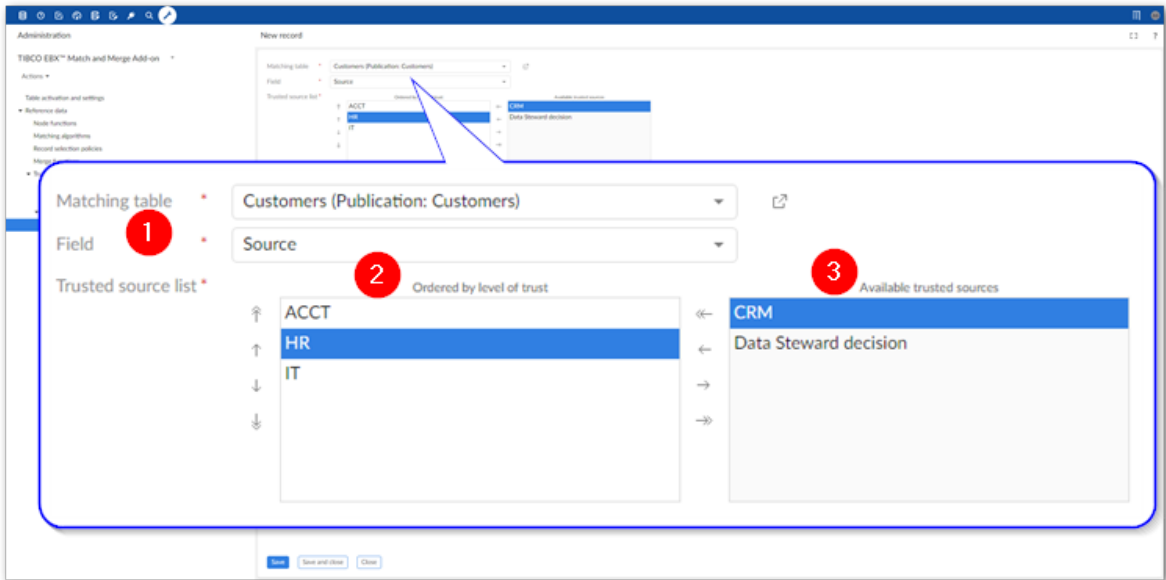 Administration
New record
TIBCO EBX™ Match and Merge Add-on
Actions
Table activation and settings
Reference data
Node functions
Matching algorithms
Record selection policies
Matching table * Customers (Publication: Customers)
Field * Source
Trusted source list *
Available trusted sources
ACCT CRM
HR Data Steward decision
IT
Matching table * Customers (Publication: Customers)
1
Field * Source
Trusted source list * 2 Ordered by level of trust 3 Available trusted sources
ACCT CRM
HR Data Steward decision
IT
Save Save and close Close